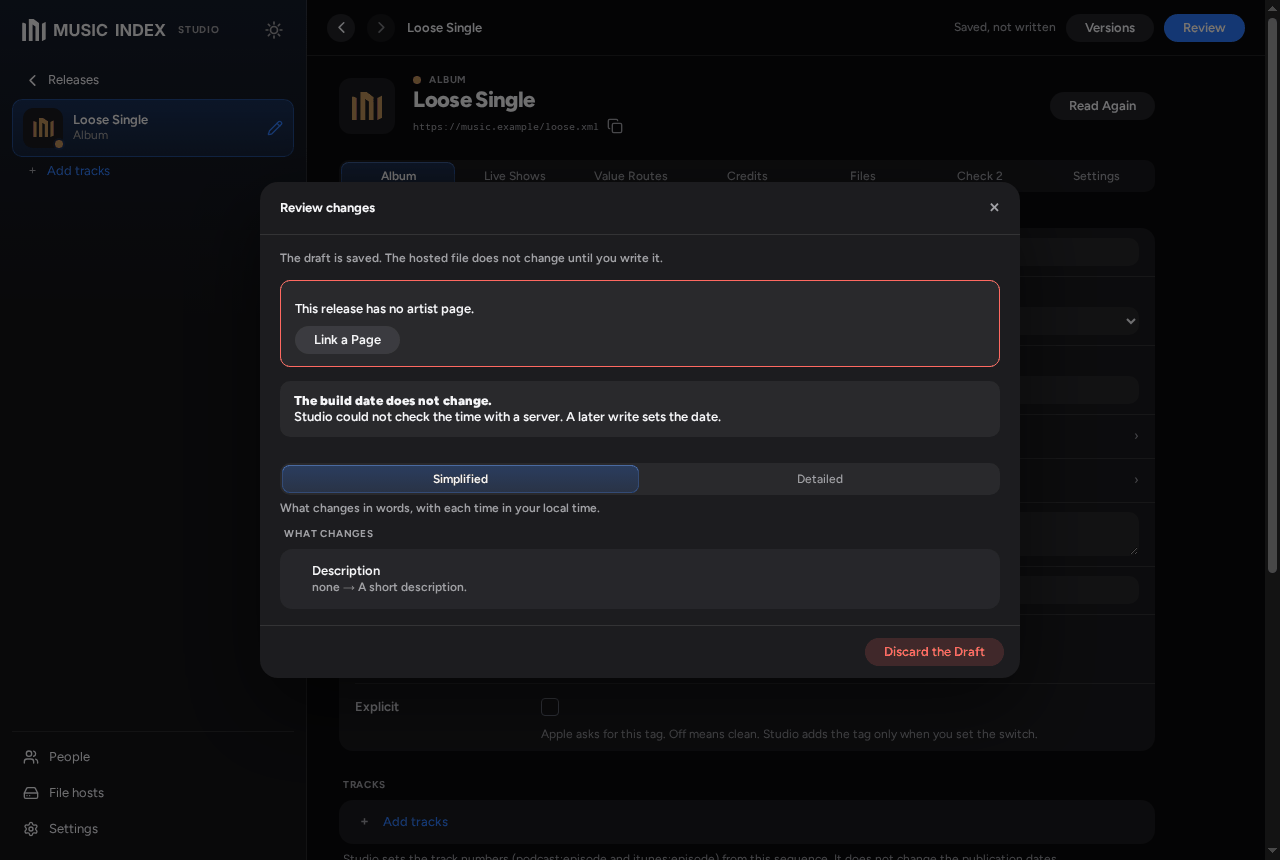 MUSIC INDEX STUDIO
Releases
Loose Single
Album
+ Add tracks
People
File hosts
Settings
Loose Single
Saved, not written
Versions
Review
ALBUM
Loose Single
https://music.example/loose.xml
Read Again
Album
Live Shows
Value Routes
Credits
Files
Check 2
Settings
Review changes
×
The draft is saved. The hosted file does not change until you write it.
This release has no artist page.
Link a Page
The build date does not change.
Studio could not check the time with a server. A later write sets the date.
Simplified
Detailed
What changes in words, with each time in your local time.
WHAT CHANGES
Description
none → A short description.
Discard the Draft
Explicit
Apple asks for this tag. Off means clean. Studio adds the tag only when you set the switch.
TRACKS
+ Add tracks
Studio sets the track numbers (podcast:episode and itunes:episode) from this sequence. It does not change the publication dates.